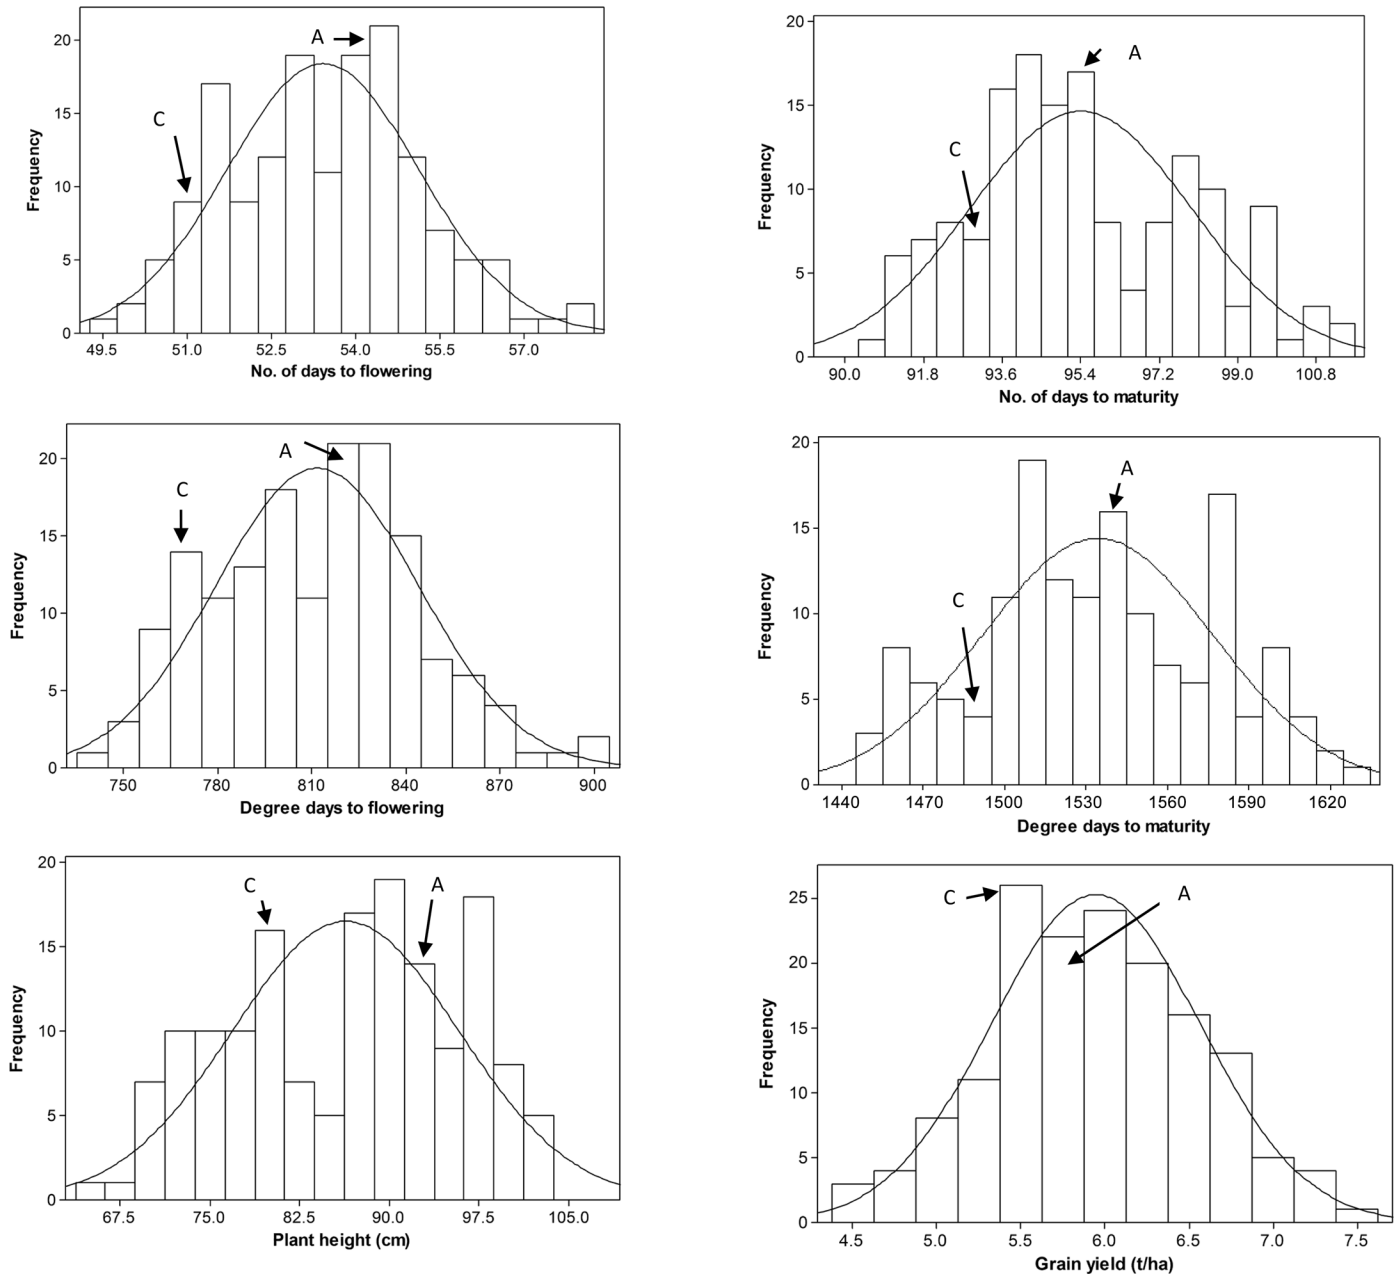 20
15
10
5
0
A
C
Frequency
49.5 51.0 52.5 54.0 55.5 57.0
No. of days to flowering
20
15
10
5
0
A
C
Frequency
90.0 91.8 93.6 95.4 97.2 99.0 100.8
No. of days to maturity
20
15
10
5
0
A
C
Frequency
750 780 810 840 870 900
Degree days to flowering
20
15
10
5
0
A
C
Frequency
1440 1470 1500 1530 1560 1590 1620
Degree days to maturity
20
15
10
5
0
C
A
Frequency
67.5 75.0 82.5 90.0 97.5 105.0
Plant height (cm)
25
20
15
10
5
0
C
A
Frequency
4.5 5.0 5.5 6.0 6.5 7.0 7.5
Grain yield (t/ha)